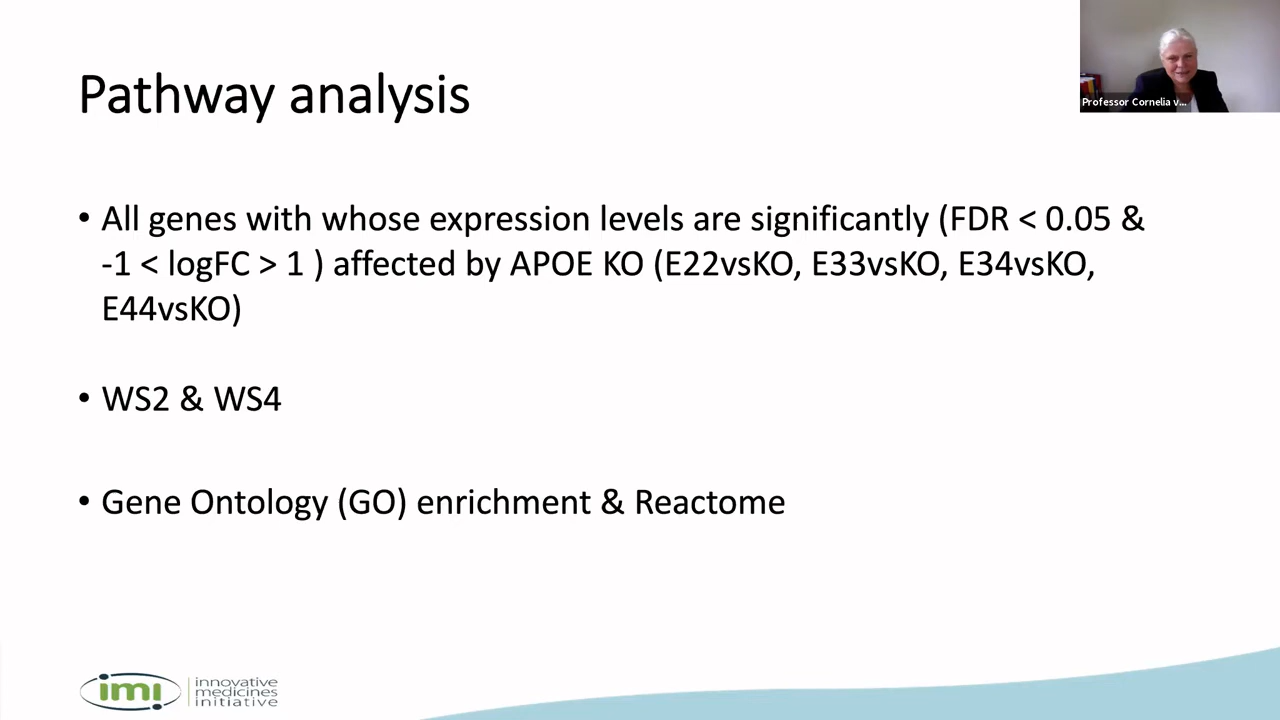 Pathway analysis
Professor Cornelia v...
• All genes with whose expression levels are significantly (FDR < 0.05 &
-1 < logFC > 1 ) affected by APOE KO (E22vsKO, E33vsKO, E34vsKO,
E44vsKO)
• WS2 & WS4
• Gene Ontology (GO) enrichment & Reactome
imi
innovative
medicines
initiative